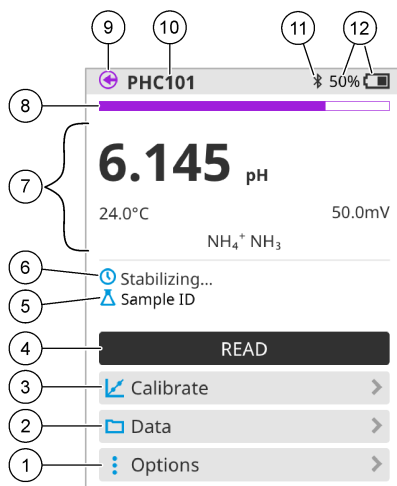 9 10 11 12
PHC101 50%
8
7
6.145 pH
24.0°C 50.0mV
NH₄⁺ NH₃
6 Stabilizing...
5 Sample ID
4 READ
3 Calibrate
2 Data
1 Options